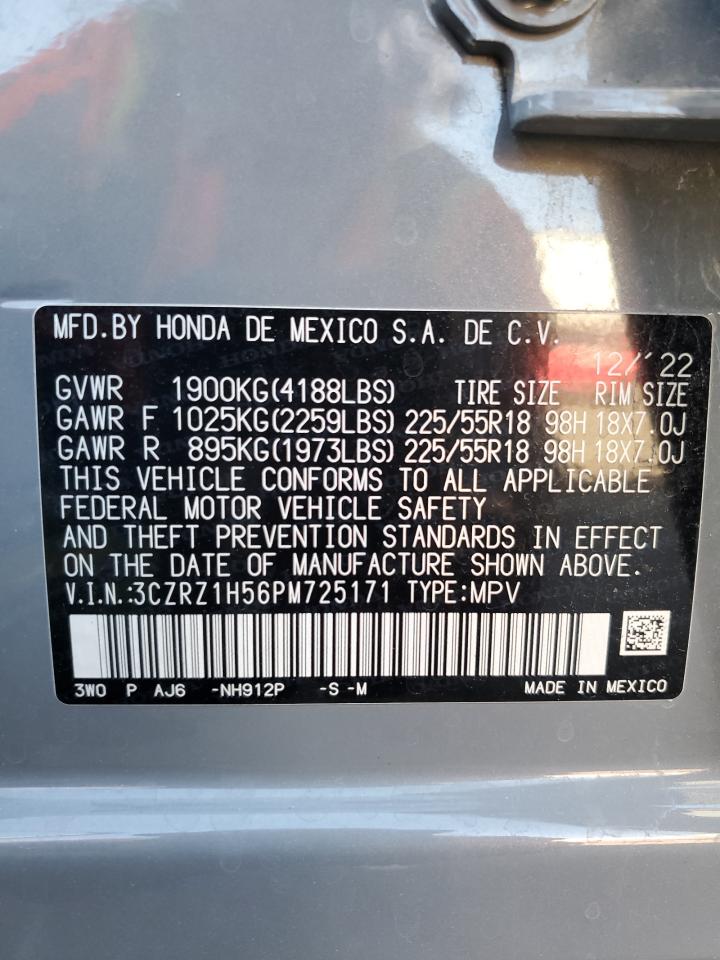 MFD.BY HONDA DE MEXICO S.A. DE C.V.
12/'22
GVWR 1900KG(4188LBS) TIRE SIZE RIM SIZE
GAWR F 1025KG(2259LBS) 225/55R18 98H 18X7.0J
GAWR R 895KG(1973LBS) 225/55R18 98H 18X7.0J
THIS VEHICLE CONFORMS TO ALL APPLICABLE
FEDERAL MOTOR VEHICLE SAFETY
AND THEFT PREVENTION STANDARDS IN EFFECT
ON THE DATE OF MANUFACTURE SHOWN ABOVE.
V.I.N.:3CZRZ1H56PM725171 TYPE:MPV
3W0 P AJ6 -NH912P -S -M MADE IN MEXICO